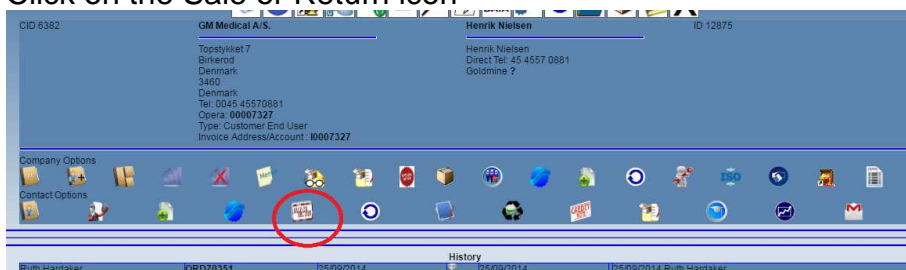 Click on the Sale or Return icon
CID 6382
GM Medical A/S.
Henrik Nielsen
ID 12875
Topstykket 7
Birkerod
Denmark
3460
Denmark
Tel: 0045 45570881
Opera: 00007327
Type: Customer End User
Invoice Address/Account : I0007327
Henrik Nielsen
Direct Tel: 45 4557 0881
Goldmine ?
Company Options
ISO
Contact Options
History
Ruth Hardaker
ORD70351
25/09/2014
25/09/2014
25/09/2014 Ruth Hardaker